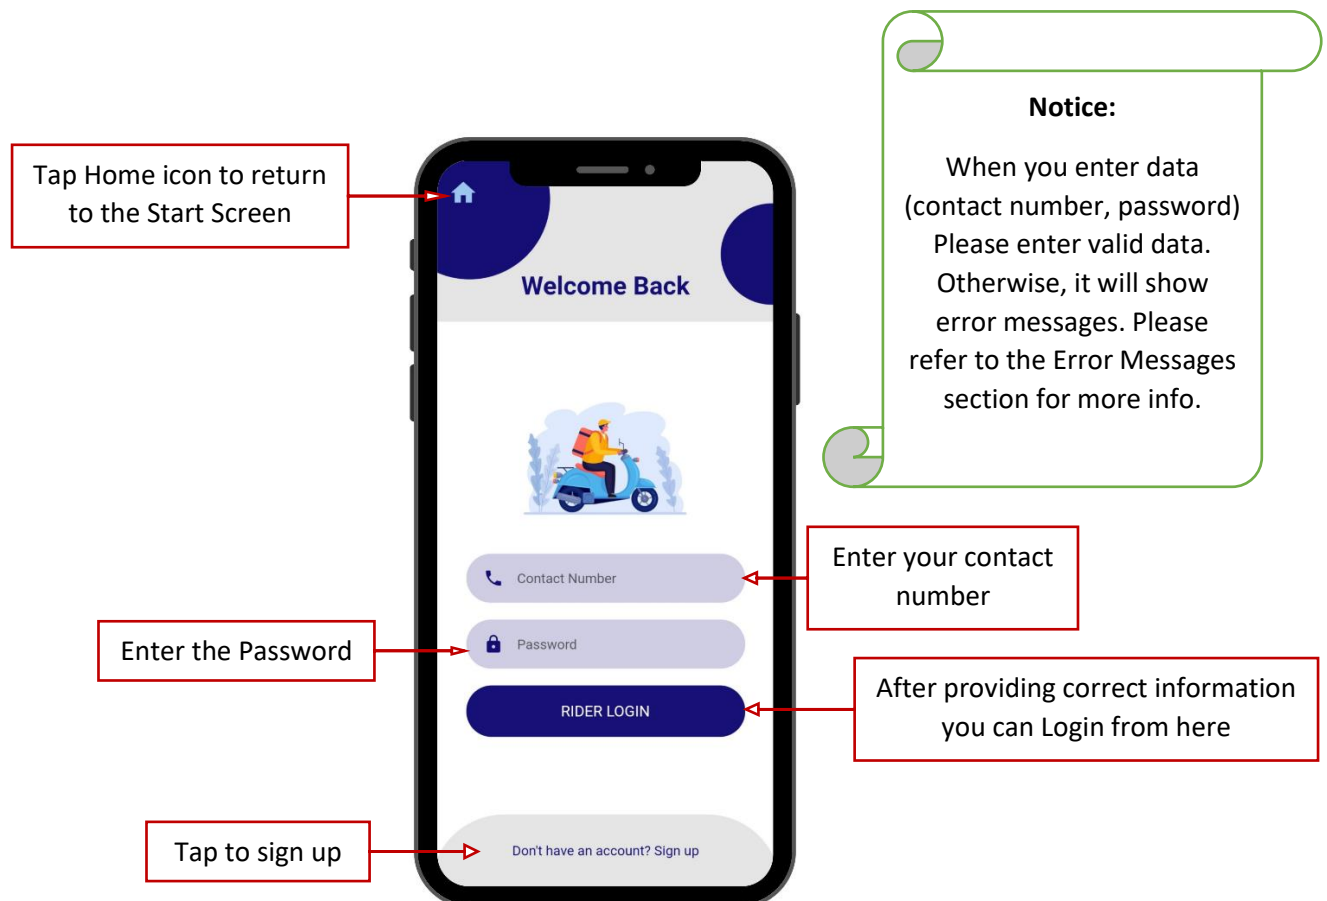 Notice:
When you enter data
(contact number, password)
Please enter valid data.
Otherwise, it will show
error messages. Please
refer to the Error Messages
section for more info.
Tap Home icon to return
to the Start Screen
Welcome Back
Contact Number
Enter your contact
number
Enter the Password
Password
RIDER LOGIN
After providing correct information
you can Login from here
Tap to sign up
Don't have an account? Sign up